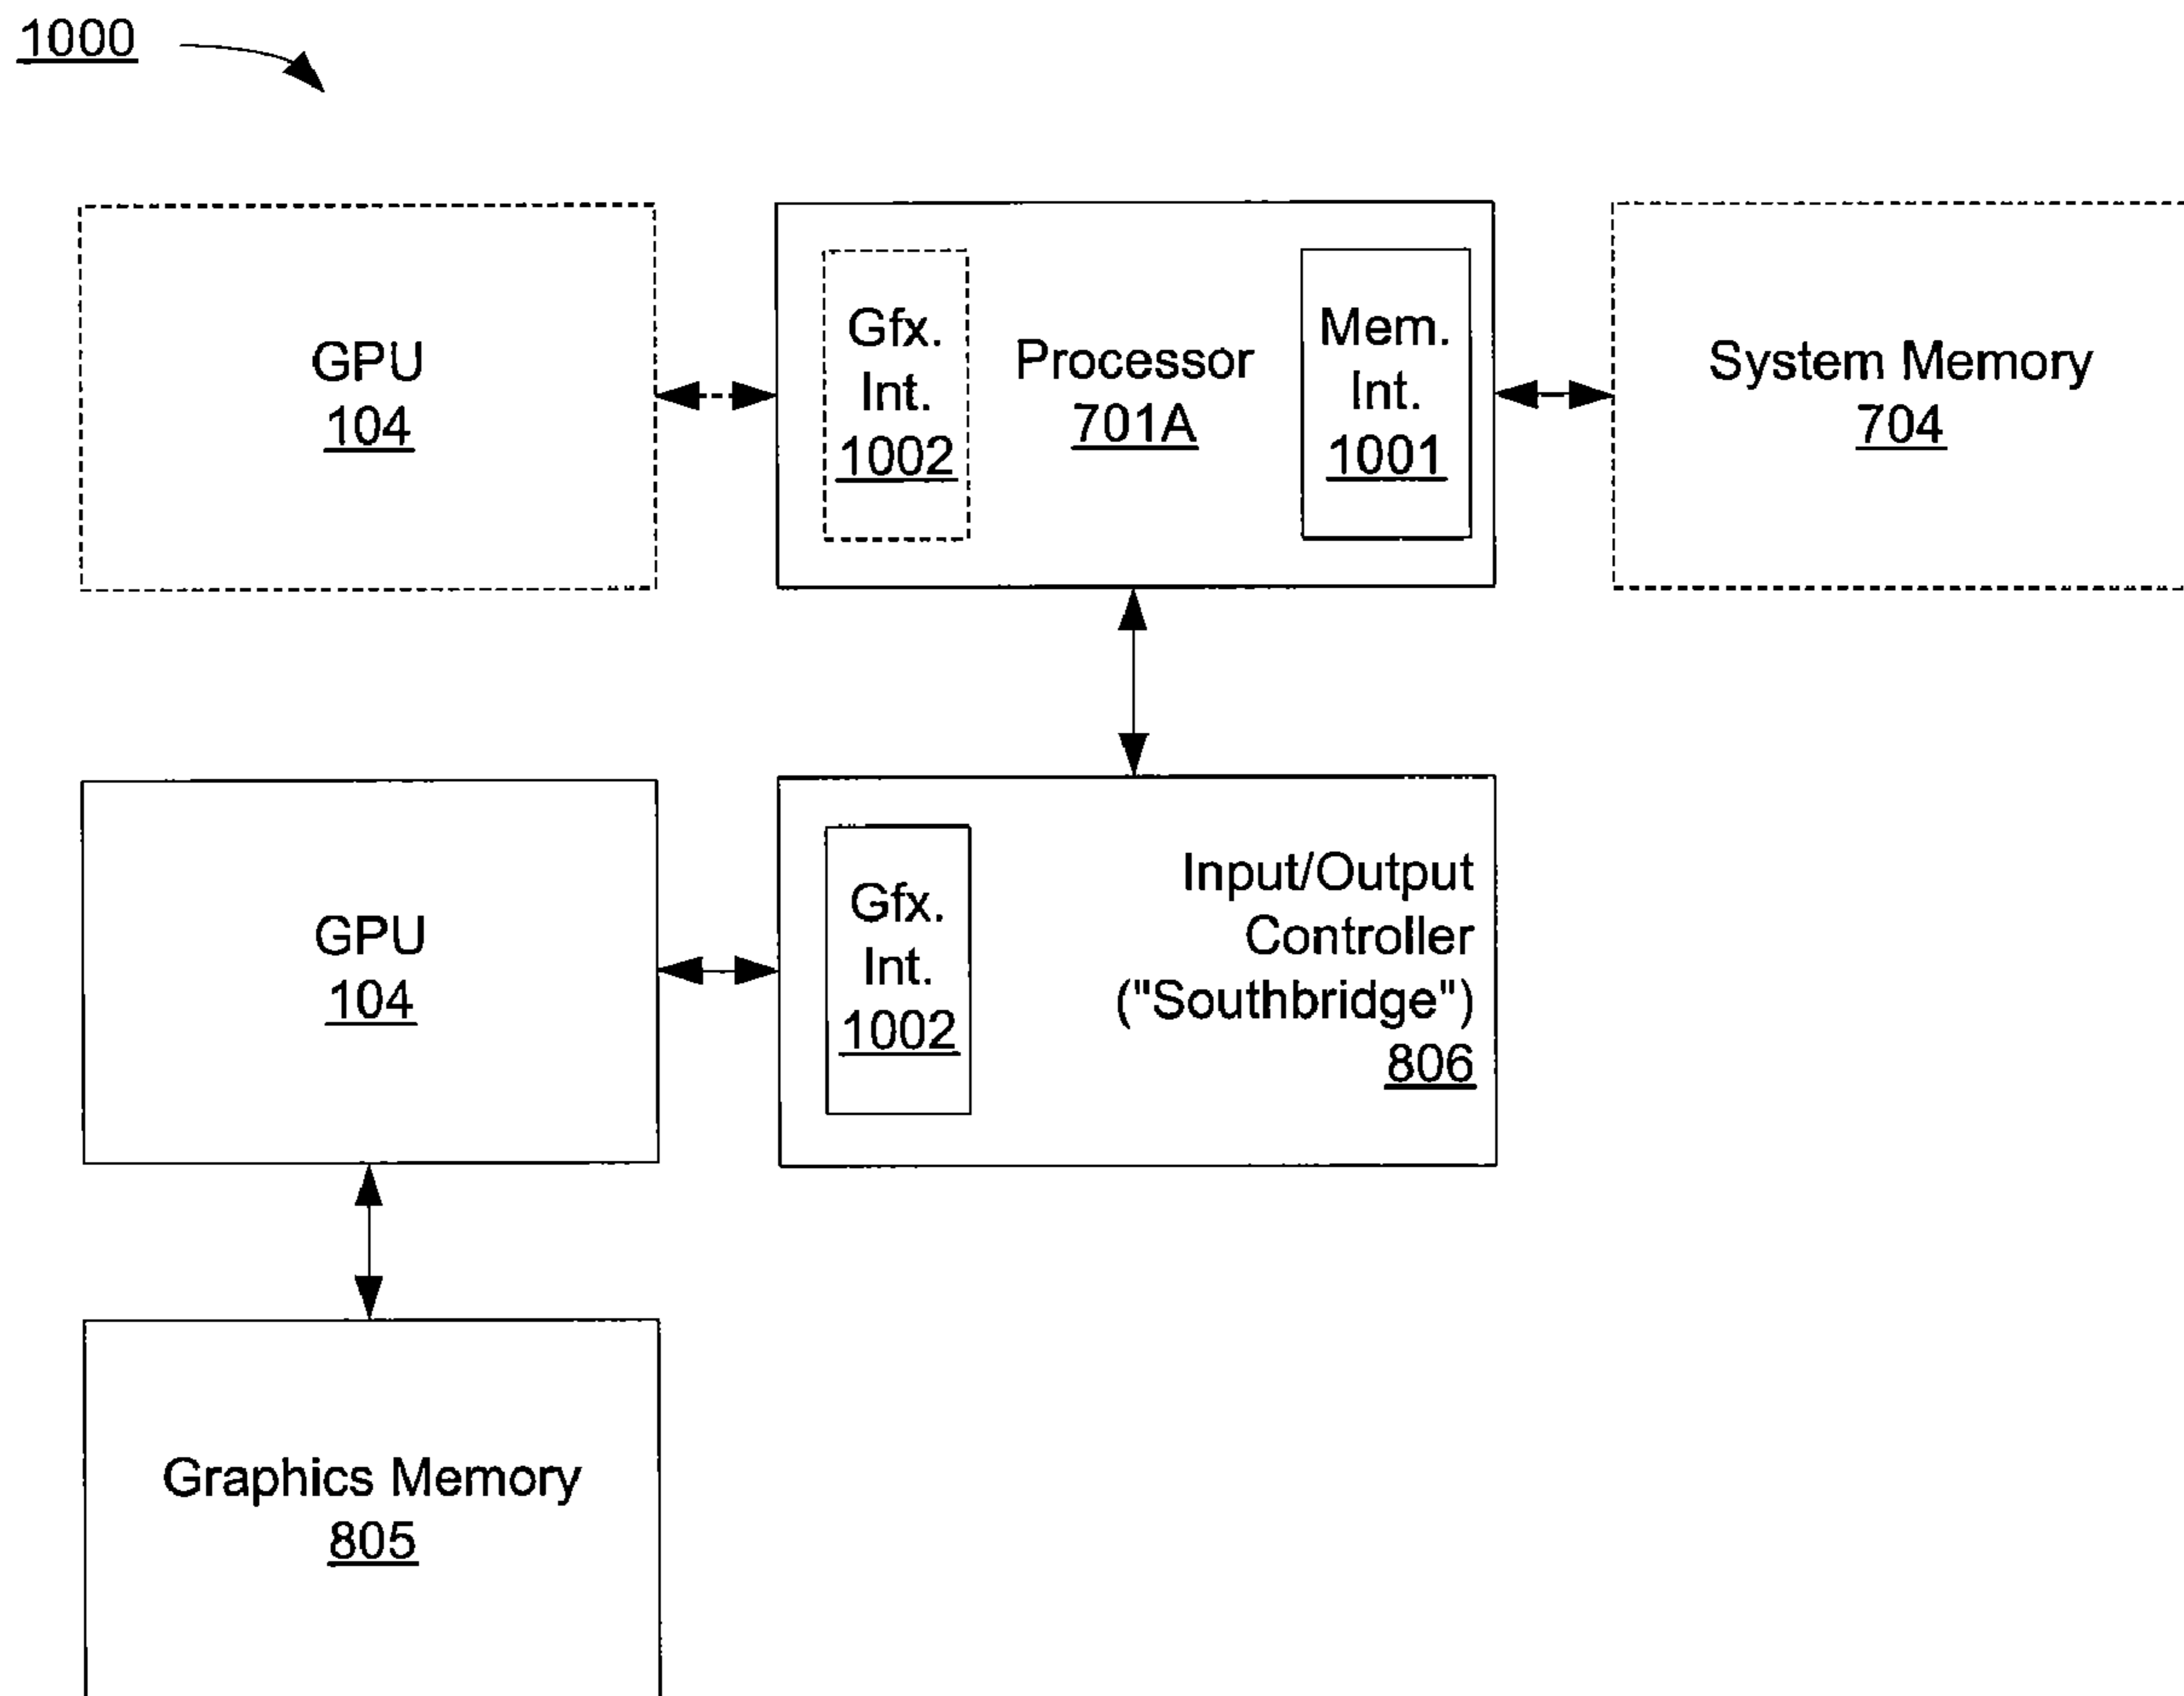 1000
GPU
104
Gfx.
Int.
1002
Processor
701A
Mem.
Int.
1001
System Memory
704
GPU
104
Gfx.
Int.
1002
Input/Output
Controller
("Southbridge")
806
Graphics Memory
805